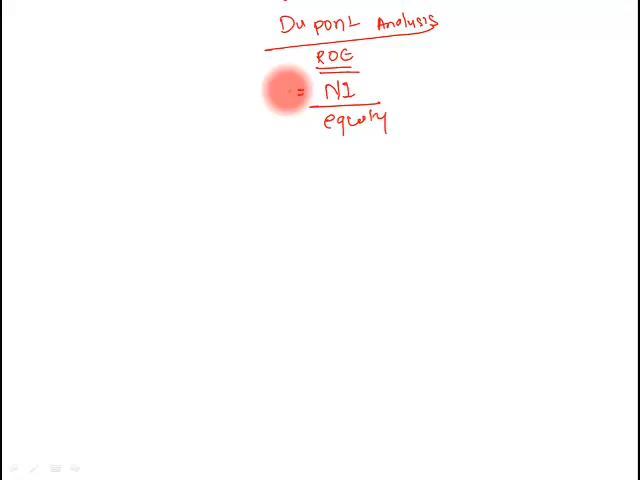 Dupont Analysis
ROE
= NI
equity